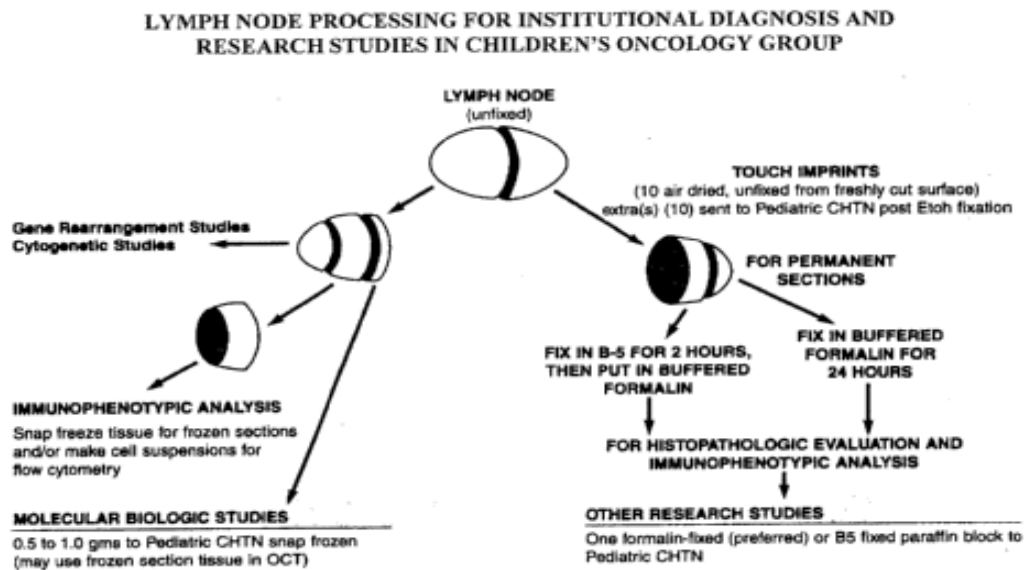 LYMPH NODE PROCESSING FOR INSTITUTIONAL DIAGNOSIS AND
RESEARCH STUDIES IN CHILDREN'S ONCOLOGY GROUP
LYMPH NODE
(unfixed)
TOUCH IMPRINTS
(10 air dried, unfixed from freshly cut surface)
extra(s) (10) sent to Pediatric CHTN post Etoh fixation
Gene Rearrangement Studies
Cytogenetic Studies
FOR PERMANENT
SECTIONS
FIX IN B-5 FOR 2 HOURS,
THEN PUT IN BUFFERED
FORMALIN
FIX IN BUFFERED
FORMALIN FOR
24 HOURS
IMMUNOPHENOTYPIC ANALYSIS
Snap freeze tissue for frozen sections
and/or make cell suspensions for
flow cytometry
FOR HISTOPATHOLOGIC EVALUATION AND
IMMUNOPHENOTYPIC ANALYSIS
MOLECULAR BIOLOGIC STUDIES
0.5 to 1.0 gms to Pediatric CHTN snap frozen
(may use frozen section tissue in OCT)
OTHER RESEARCH STUDIES
One formalin-fixed (preferred) or B5 fixed paraffin block to
Pediatric CHTN